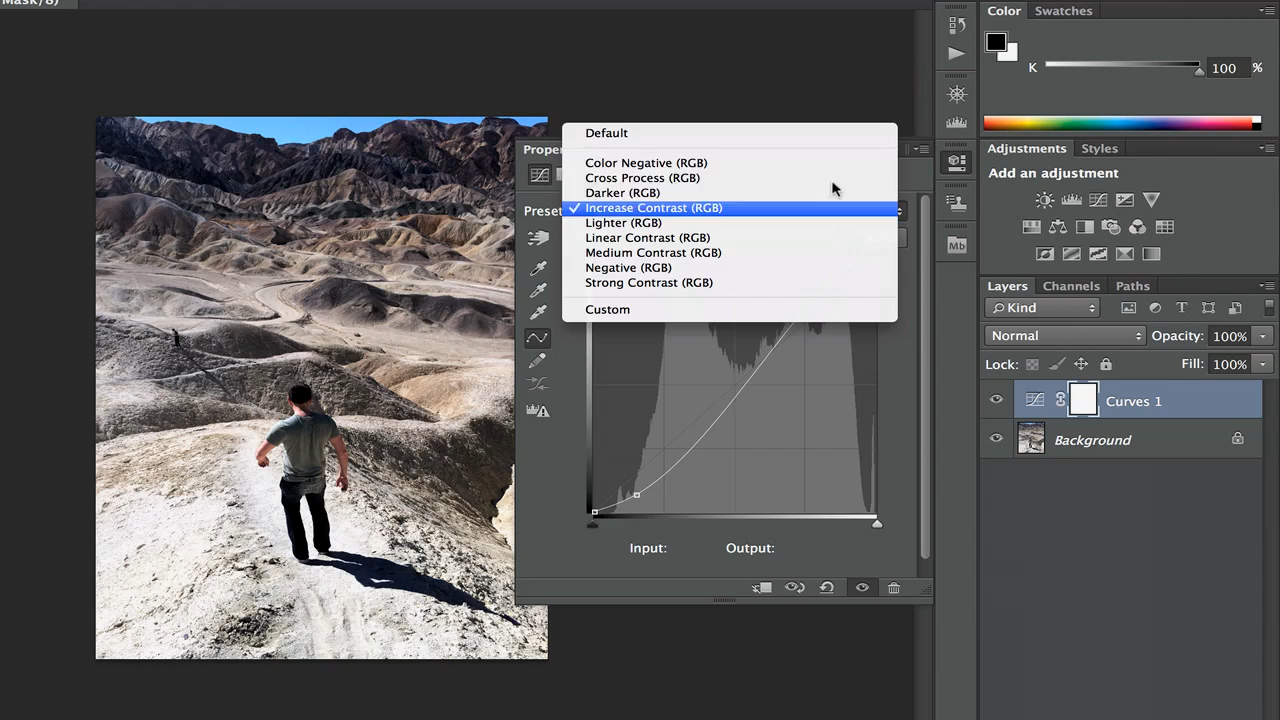 Mask/8)
Color
Swatches
K
100
%
Adjustments
Styles
Add an adjustment
Mb
Default
Color Negative (RGB)
Cross Process (RGB)
Darker (RGB)
✓ Increase Contrast (RGB)
Lighter (RGB)
Linear Contrast (RGB)
Medium Contrast (RGB)
Negative (RGB)
Strong Contrast (RGB)
Custom
Input:
Output:
Layers
Channels
Paths
Kind
Normal
Opacity:
100%
Lock:
Fill:
100%
Curves 1
Background